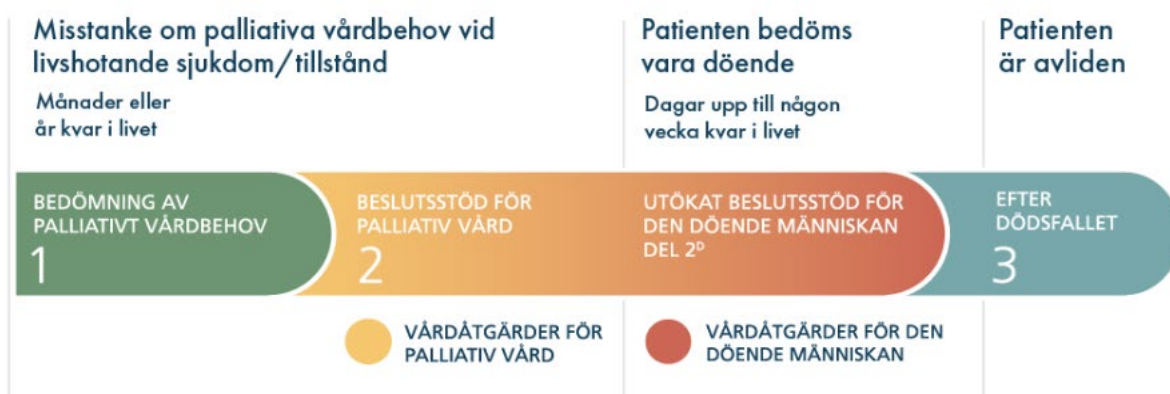 Misstanke om palliativa vårdbehov vid
livshotande sjukdom/tillstånd
Månader eller
år kvar i livet
Patienten bedöms
vara döende
Dagar upp till någon
vecka kvar i livet
Patienten
är avliden
BEDÖMNING AV
PALLIATIVT VÅRDBEHOV
1
BESLUTSSTÖD FÖR
PALLIATIV VÅRD
2
UTÖKAT BESLUTSSTÖD FÖR
DEN DÖENDE MÄNNISKAN
DEL 2ᴰ
EFTER
DÖDSFALLET
3
VÅRDÅTGÄRDER FÖR
PALLIATIV VÅRD
VÅRDÅTGÄRDER FÖR DEN
DÖENDE MÄNNISKAN